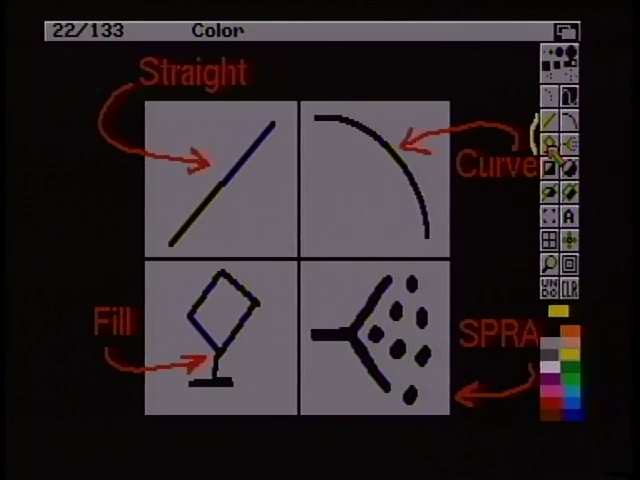 22/133 Color
Straight
Curve
Fill
SPRA
A
UN
DO CLR